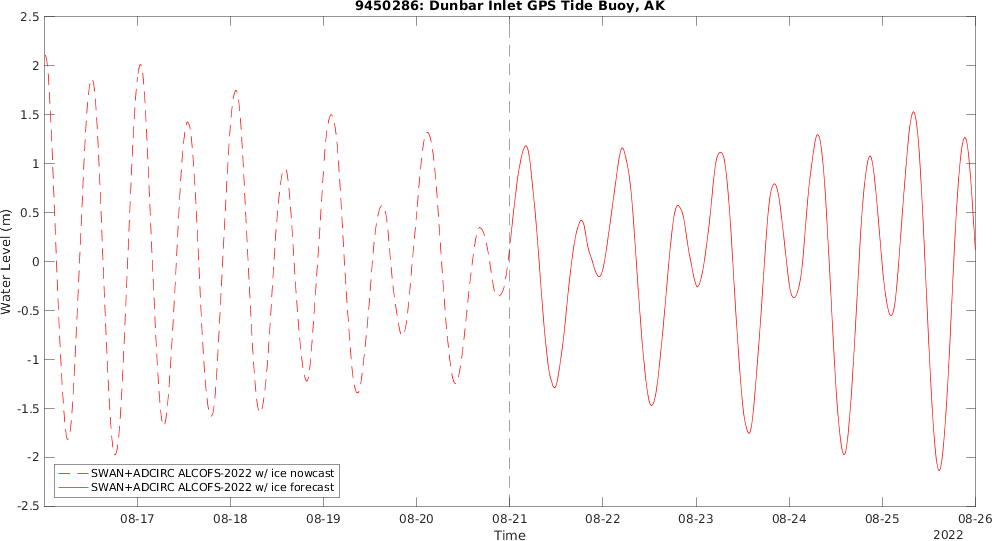 9450286: Dunbar Inlet GPS Tide Buoy, AK
2.5
2
1.5
1
0.5
0
-0.5
-1
-1.5
-2
-2.5
Water Level (m)
SWAN+ADCIRC ALCOFS-2022 w/ ice nowcast
SWAN+ADCIRC ALCOFS-2022 w/ ice forecast
08-17 08-18 08-19 08-20 08-21 08-22 08-23 08-24 08-25 08-26
Time
2022